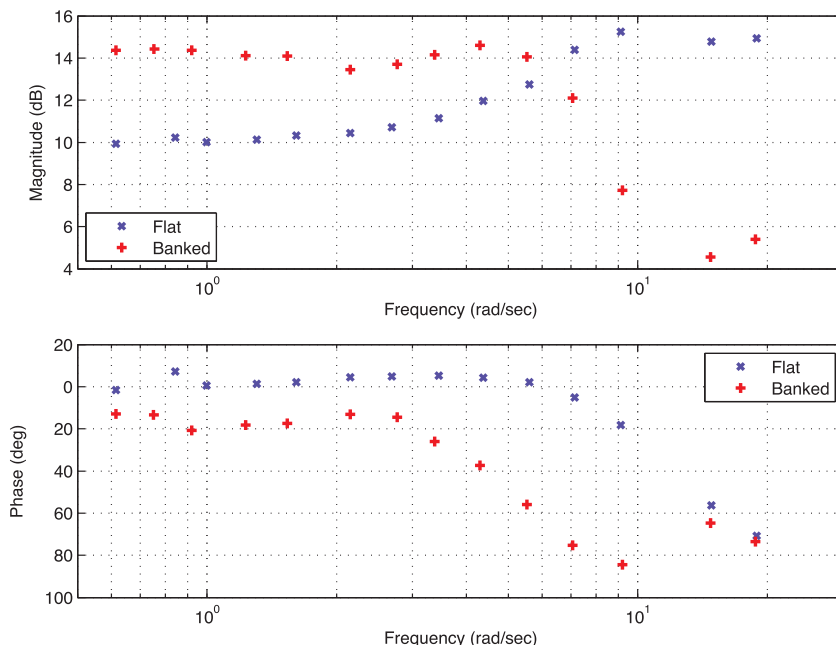 16
14
12
10
8
6
4
Magnitude (dB)
Flat
Banked
10^0
10^1
Frequency (rad/sec)
20
0
20
40
60
80
100
Phase (deg)
Flat
Banked
10^0
10^1
Frequency (rad/sec)